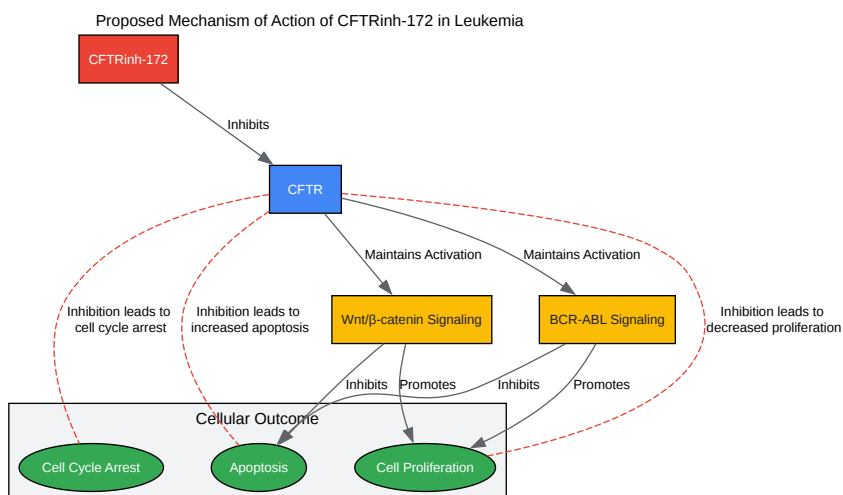 Proposed Mechanism of Action of CFTRinh-172 in Leukemia
CFTRinh-172
Inhibits
CFTR
Maintains Activation
Maintains Activation
Inhibition leads to
cell cycle arrest
Inhibition leads to
increased apoptosis
Wnt/β-catenin Signaling
BCR-ABL Signaling
Inhibition leads to
decreased proliferation
Inhibits
Promotes
Inhibits
Promotes
Cellular Outcome
Cell Cycle Arrest
Apoptosis
Cell Proliferation